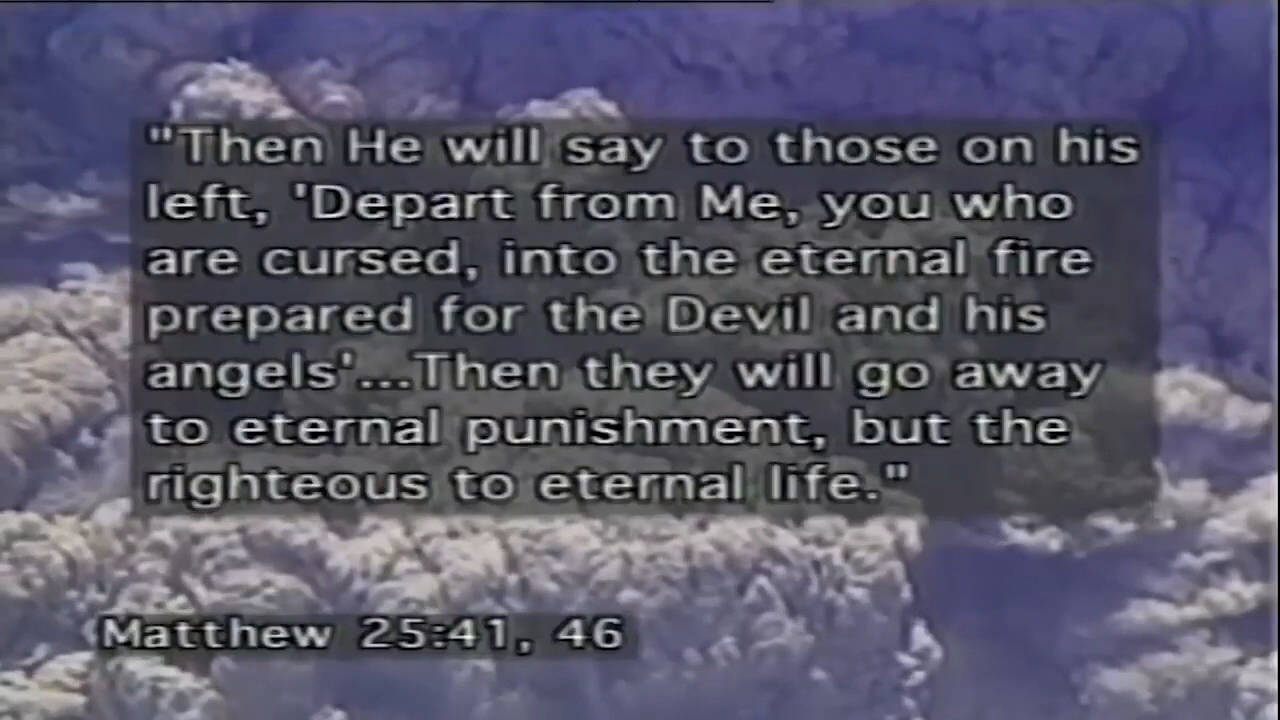 "Then He will say to those on his
left, 'Depart from Me, you who
are cursed, into the eternal fire
prepared for the Devil and his
angels'...Then they will go away
to eternal punishment, but the
righteous to eternal life."
Matthew 25:41, 46